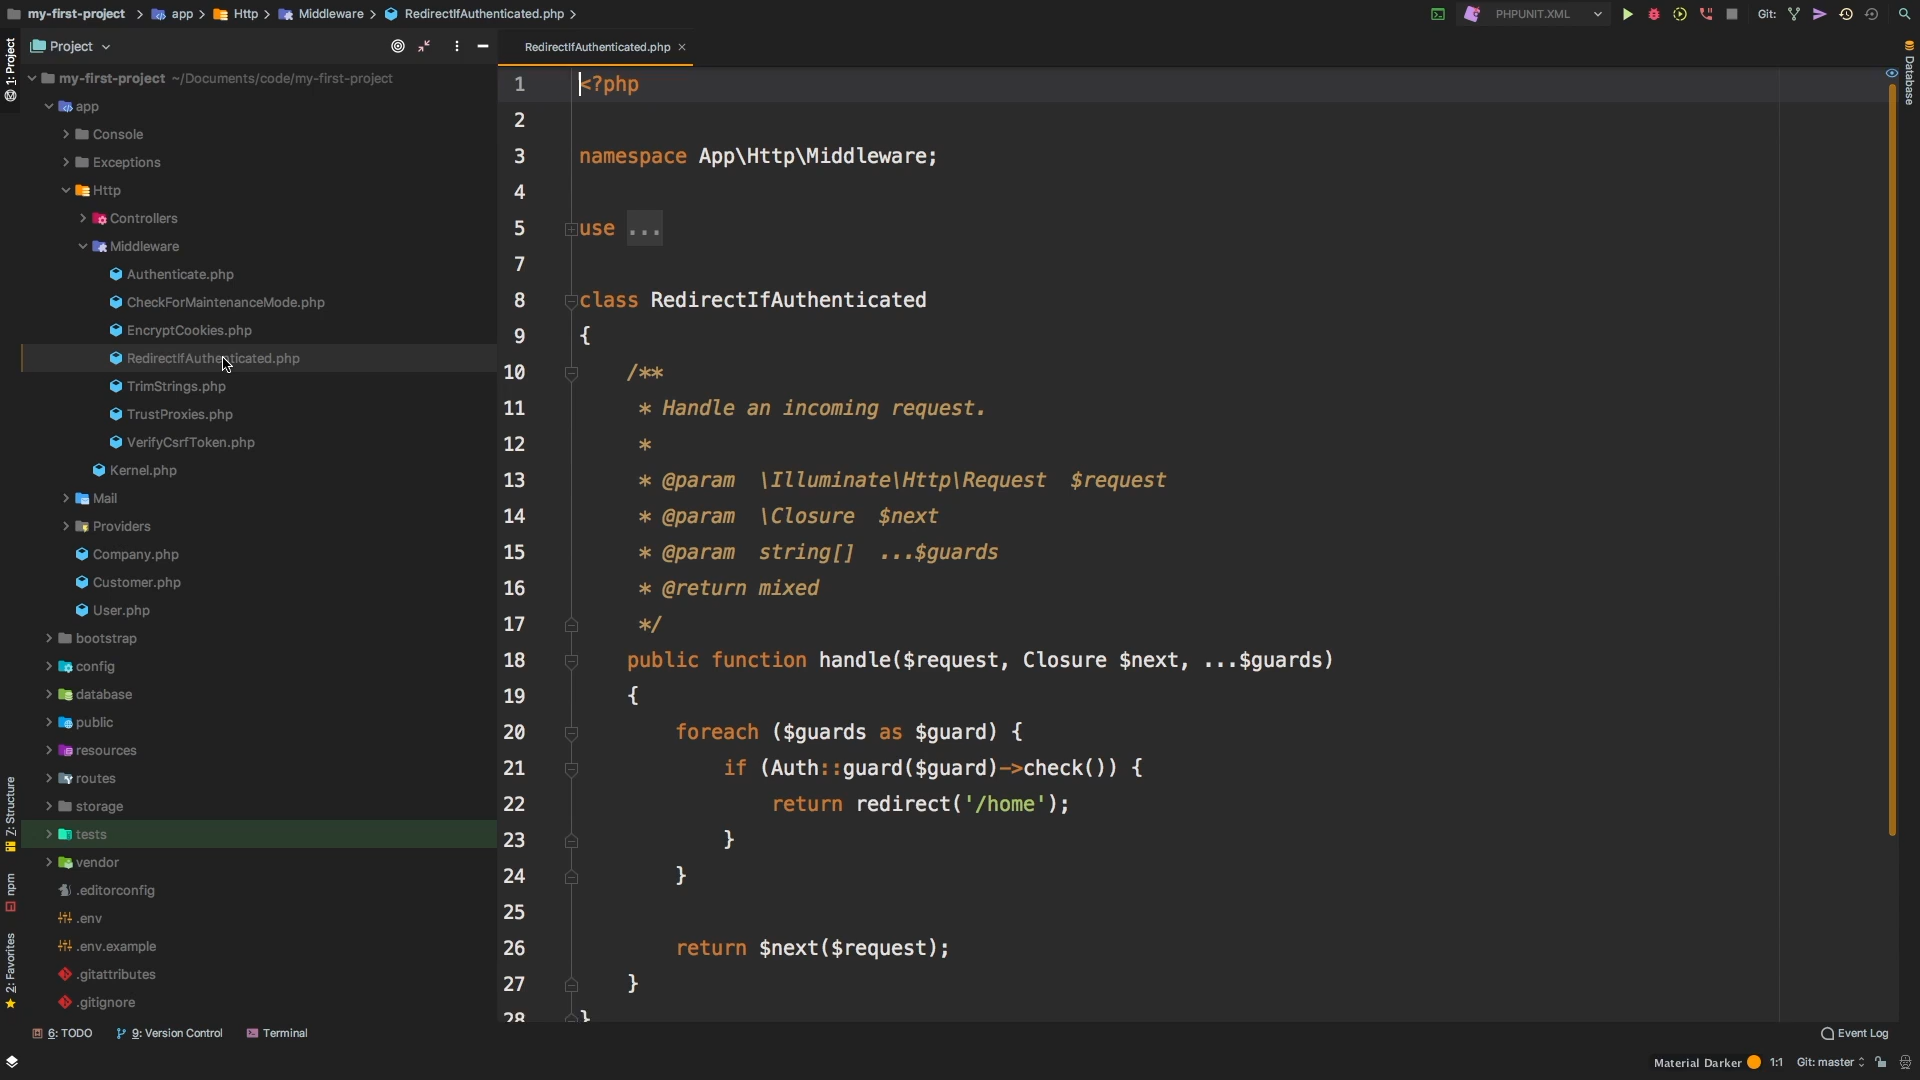 my-first-project > app > Http > Middleware > RedirectIfAuthenticated.php >
PHPUNIT.XML
Git:
1: Project
Project
RedirectIfAuthenticated.php ×
Database
my-first-project ~/Documents/code/my-first-project
app
Console
Exceptions
Http
Controllers
Middleware
Authenticate.php
CheckForMaintenanceMode.php
EncryptCookies.php
RedirectIfAuthenticated.php
TrimStrings.php
TrustProxies.php
VerifyCsrfToken.php
Kernel.php
Mail
Providers
Company.php
Customer.php
User.php
bootstrap
config
database
public
resources
routes
storage
tests
vendor
.editorconfig
.env
.env.example
.gitattributes
.gitignore
Z: Structure
npm
2: Favorites
1 <?php
2
3 namespace App\Http\Middleware;
4
5 use ...
7
8 class RedirectIfAuthenticated
9 {
10 /**
11 * Handle an incoming request.
12 *
13 * @param  \Illuminate\Http\Request  $request
14 * @param  \Closure  $next
15 * @param  string[]  ...$guards
16 * @return mixed
17 */
18 public function handle($request, Closure $next, ...$guards)
19 {
20 foreach ($guards as $guard) {
21 if (Auth::guard($guard)->check()) {
22 return redirect('/home');
23 }
24 }
25
26 return $next($request);
27 }
28 }
6: TODO
9: Version Control
Terminal
Event Log
Material Darker
1:1
Git: master